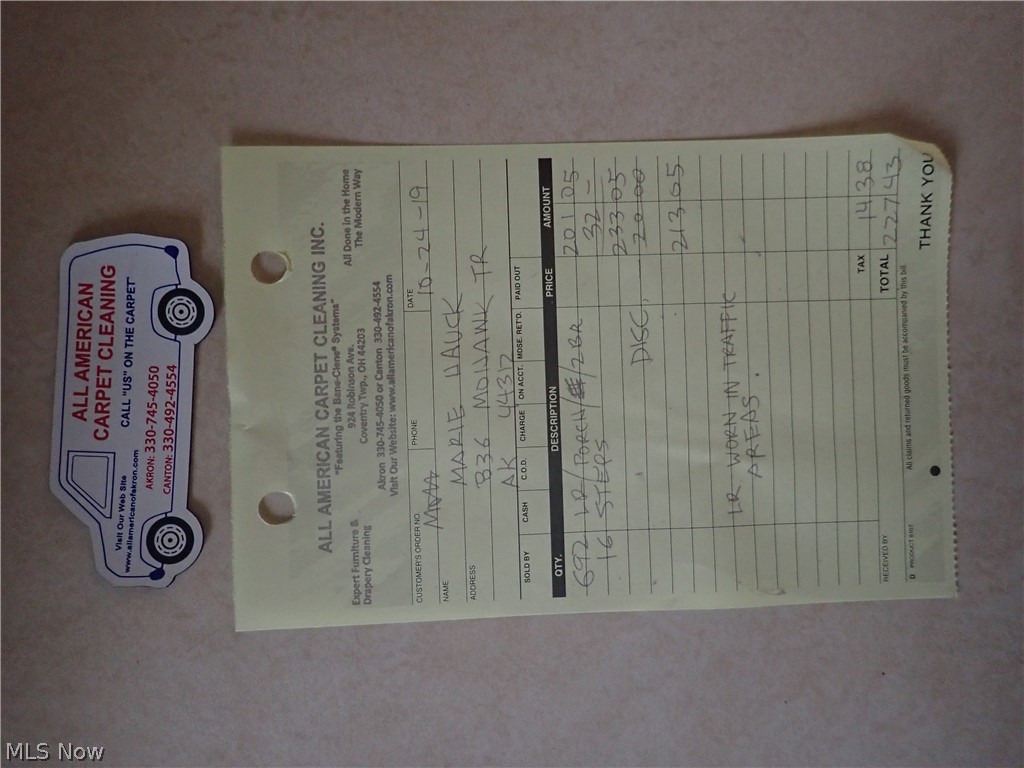 ALL AMERICAN
CARPET CLEANING
CALL "US" ON THE CARPET
Visit Our Web Site
www.allamericanofakron.com
AKRON: 330-745-4050
CANTON: 330-492-4554
ALL AMERICAN CARPET CLEANING INC.
"Featuring the Bane-Clene® Systems"
Expert Furniture &
Drapery Cleaning
924 Robinson Ave.
Coventry Twp., OH 44203
All Done in the Home
The Modern Way
Akron 330-745-4050 or Canton 330-492-4554
Visit Our Website: www.allamericanofakron.com
CUSTOMER'S ORDER NO. PHONE DATE 10-24-19
NAME MARIE HAUCK
ADDRESS 836 MOHAWK TR
AK 44317
SOLD BY CASH C.O.D. CHARGE ON ACCT. MDSE. RET'D. PAID OUT
QTY. DESCRIPTION PRICE AMOUNT
692 LR/PORCH/ /2BR 201 05
16 STEPS 32 -
233 05
DISC. 20 00
213 05
LR WORN IN TRAFFIC
AREAS.
TAX 14 38
RECEIVED BY TOTAL 227 43
PRODUCT 610T All claims and returned goods must be accompanied by this bill.
THANK YOU
MLS Now